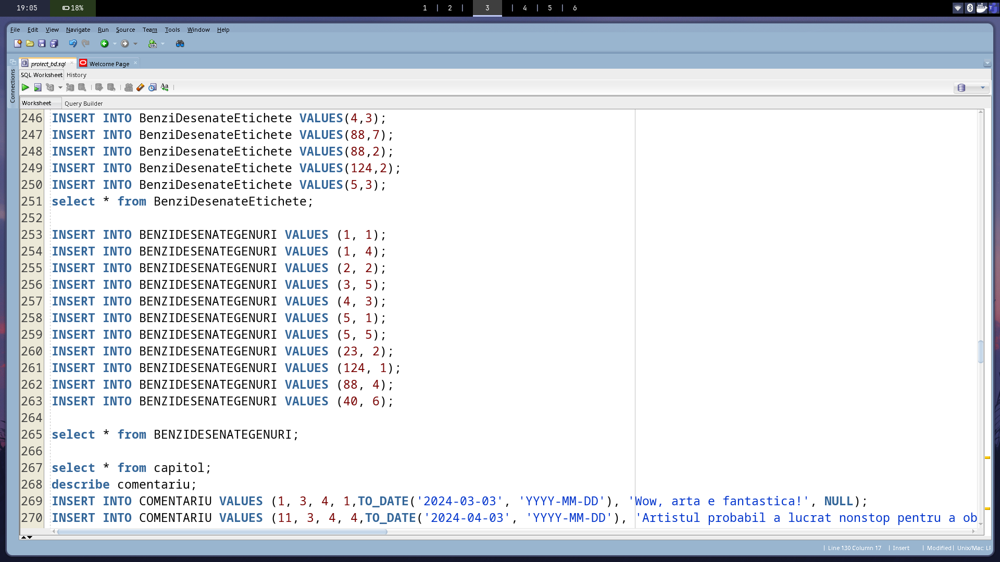 19:05 18% 1 | 2 | 3 | 4 | 5 | 6
File Edit View Navigate Run Source Team Tools Window Help
proiect_bd.sql Welcome Page
Connections
SQL Worksheet History
Worksheet Query Builder
246 INSERT INTO BenziDesenateEtichete VALUES(4,3);
247 INSERT INTO BenziDesenateEtichete VALUES(88,7);
248 INSERT INTO BenziDesenateEtichete VALUES(88,2);
249 INSERT INTO BenziDesenateEtichete VALUES(124,2);
250 INSERT INTO BenziDesenateEtichete VALUES(5,3);
251 select * from BenziDesenateEtichete;
252
253 INSERT INTO BENZIDESENATEGENURI VALUES (1, 1);
254 INSERT INTO BENZIDESENATEGENURI VALUES (1, 4);
255 INSERT INTO BENZIDESENATEGENURI VALUES (2, 2);
256 INSERT INTO BENZIDESENATEGENURI VALUES (3, 5);
257 INSERT INTO BENZIDESENATEGENURI VALUES (4, 3);
258 INSERT INTO BENZIDESENATEGENURI VALUES (5, 1);
259 INSERT INTO BENZIDESENATEGENURI VALUES (5, 5);
260 INSERT INTO BENZIDESENATEGENURI VALUES (23, 2);
261 INSERT INTO BENZIDESENATEGENURI VALUES (124, 1);
262 INSERT INTO BENZIDESENATEGENURI VALUES (88, 4);
263 INSERT INTO BENZIDESENATEGENURI VALUES (40, 6);
264
265 select * from BENZIDESENATEGENURI;
266
267 select * from capitol;
268 describe comentariu;
269 INSERT INTO COMENTARIU VALUES (1, 3, 4, 1,TO_DATE('2024-03-03', 'YYYY-MM-DD'), 'Wow, arta e fantastica!', NULL);
270 INSERT INTO COMENTARIU VALUES (11, 3, 4, 4,TO_DATE('2024-04-03', 'YYYY-MM-DD'), 'Artistul probabil a lucrat nonstop pentru a ob
| Line 130 Column 17 | Insert | Modified| Unix/Mac: LF